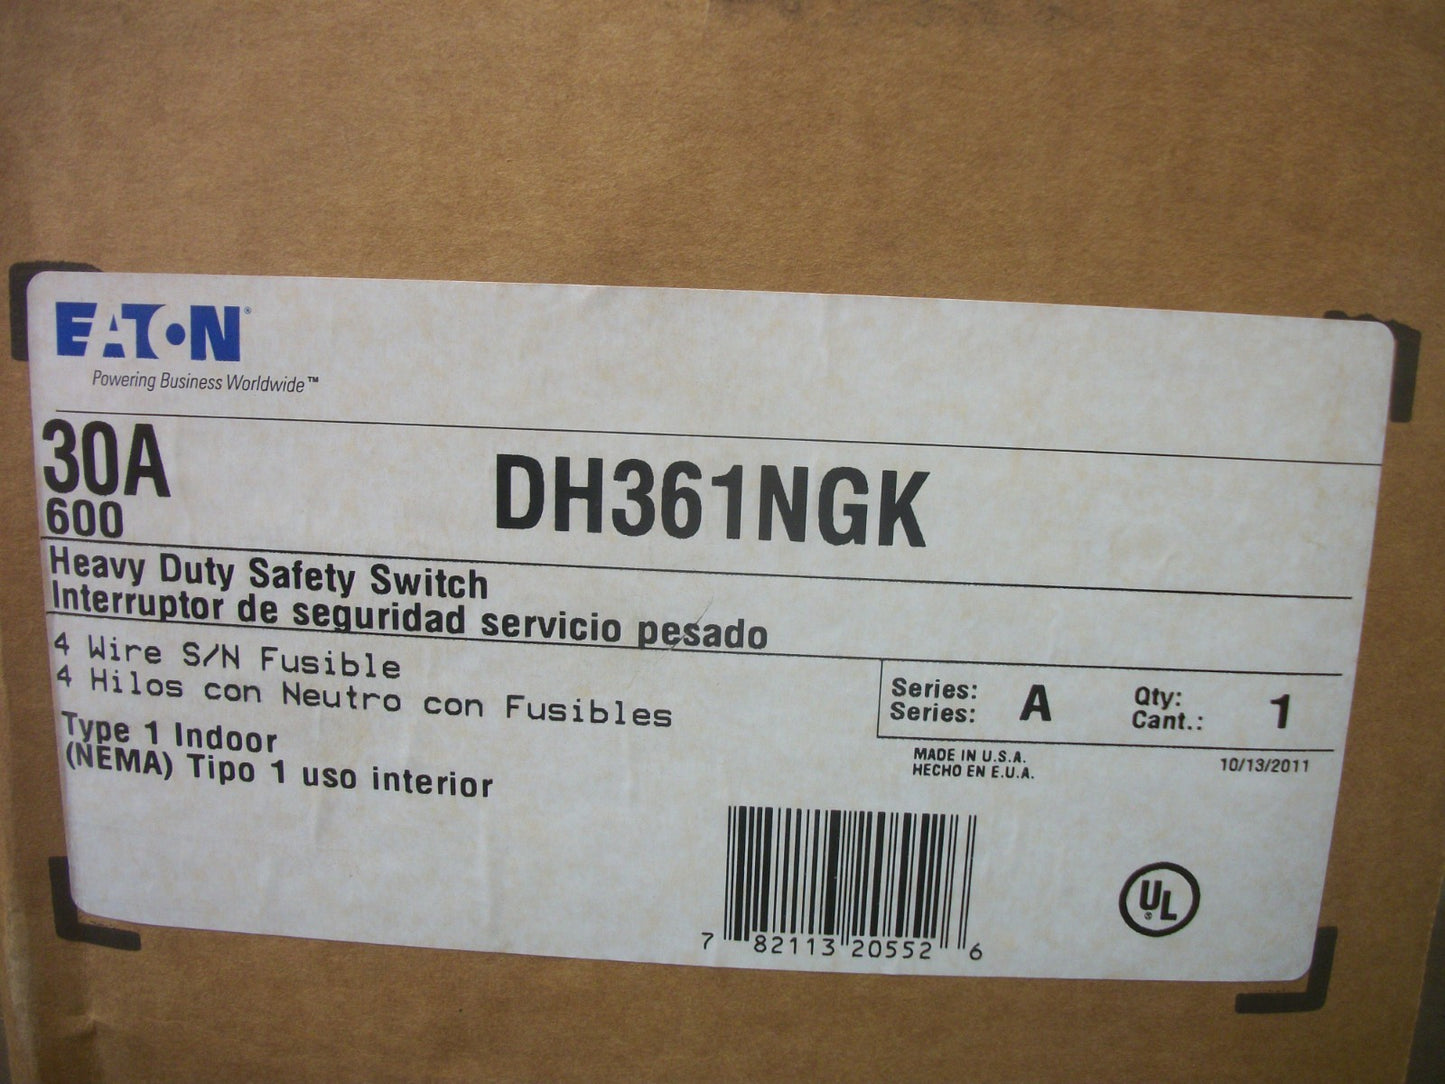 EATON®
Powering Business Worldwide™
30A
600
DH361NGK
Heavy Duty Safety Switch
Interruptor de seguridad servicio pesado
4 Wire S/N Fusible
4 Hilos con Neutro con Fusibles
Type 1 Indoor
(NEMA) Tipo 1 uso interior
Series: A Qty: 1
Series: Cant.:
MADE IN U.S.A.
HECHO EN E.U.A.
10/13/2011
7 82113 20552 6
UL